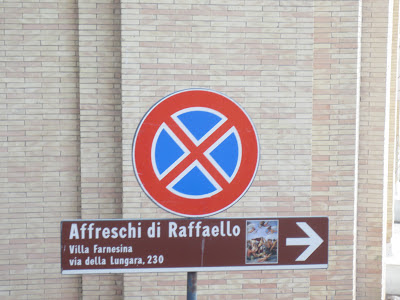 Affreschi di Raffaello
Villa Farnesina
via della Lungara, 230